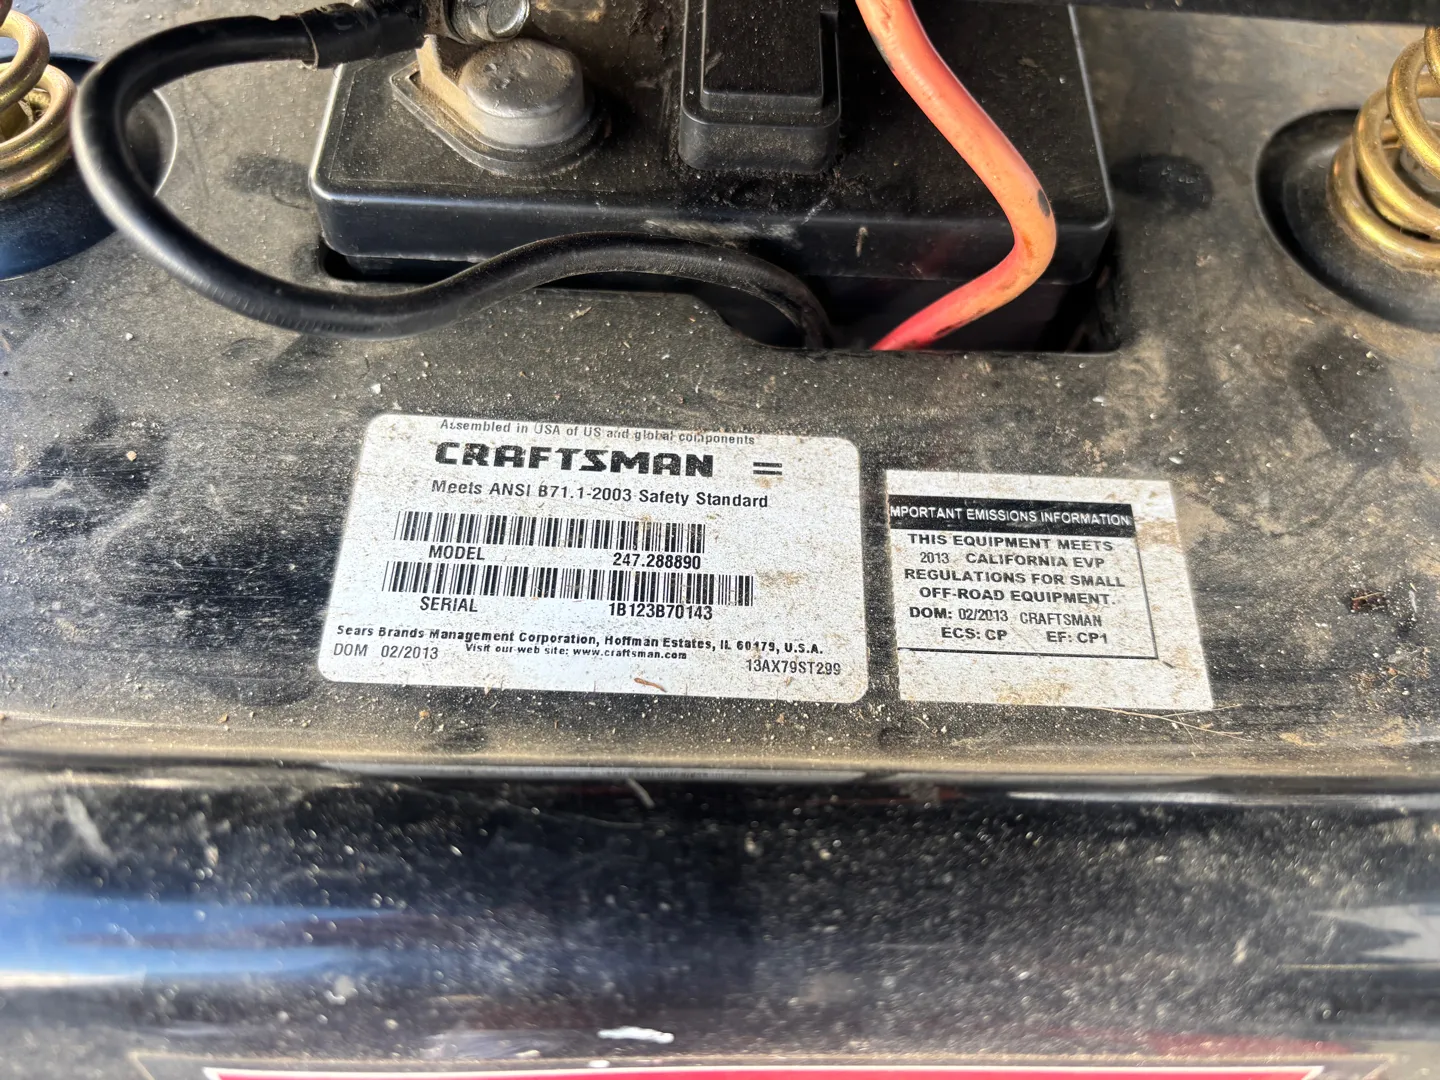 Assembled in USA of US and global components
CRAFTSMAN
Meets ANSI B71.1-2003 Safety Standard
MODEL 247.288890
SERIAL 1B123B70143
Sears Brands Management Corporation, Hoffman Estates, IL 60179, U.S.A.
DOM 02/2013 Visit our web site: www.craftsman.com
13AX79ST299
MPORTANT EMISSIONS INFORMATION
THIS EQUIPMENT MEETS
2013 CALIFORNIA EVP
REGULATIONS FOR SMALL
OFF-ROAD EQUIPMENT.
DOM: 02/2013 CRAFTSMAN
ECS: CP EF: CP1